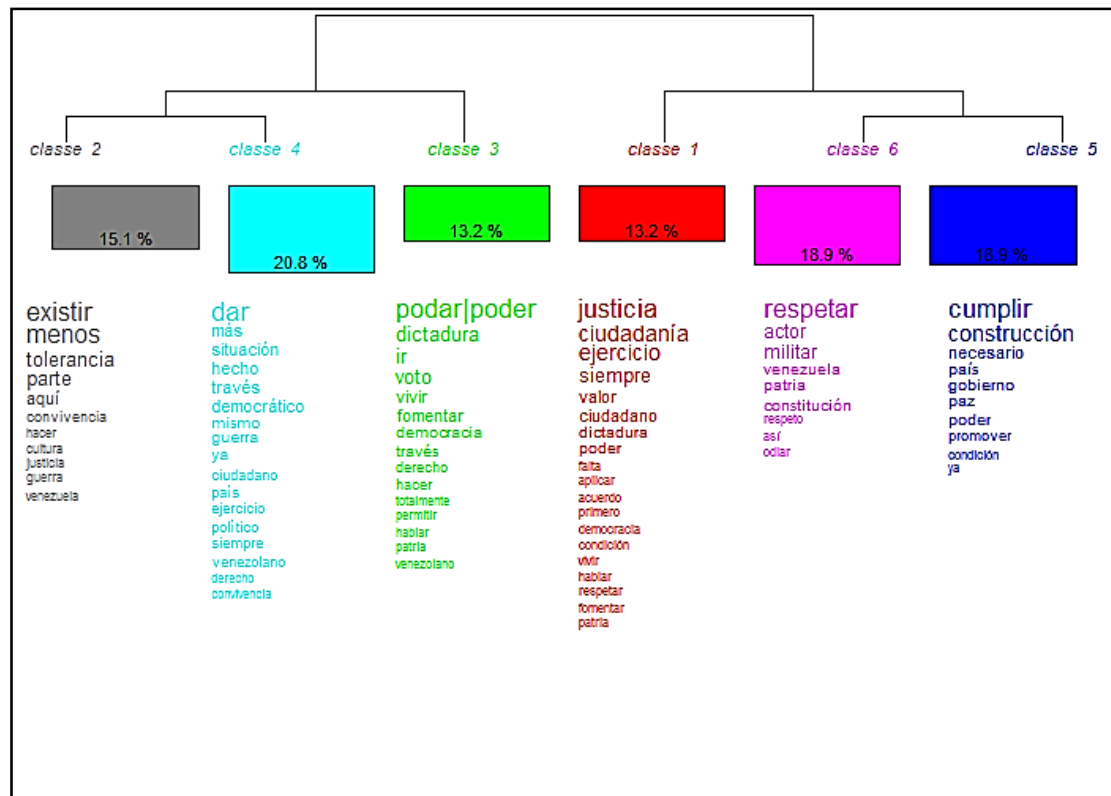 classe 2
classe 4
classe 3
classe 1
classe 6
classe 5
15.1 %
20.8 %
13.2 %
13.2 %
18.9 %
18.9 %
existir
menos
tolerancia
parte
aquí
convivencia
hacer
cultura
justicia
guerra
venezuela
dar
más
situación
hecho
través
democrático
mismo
guerra
ya
ciudadano
país
ejercicio
político
siempre
venezolano
derecho
convivencia
podar|poder
dictadura
ir
voto
vivir
fomentar
democracia
través
derecho
hacer
totalmente
permitir
hablar
patria
venezolano
justicia
ciudadanía
ejercicio
siempre
valor
ciudadano
dictadura
poder
falta
aplicar
acuerdo
primero
democracia
condición
vivir
hablar
respetar
fomentar
patria
respetar
actor
militar
venezuela
patria
constitución
respeto
así
odiar
cumplir
construcción
necesario
país
gobierno
paz
poder
promover
condición
ya